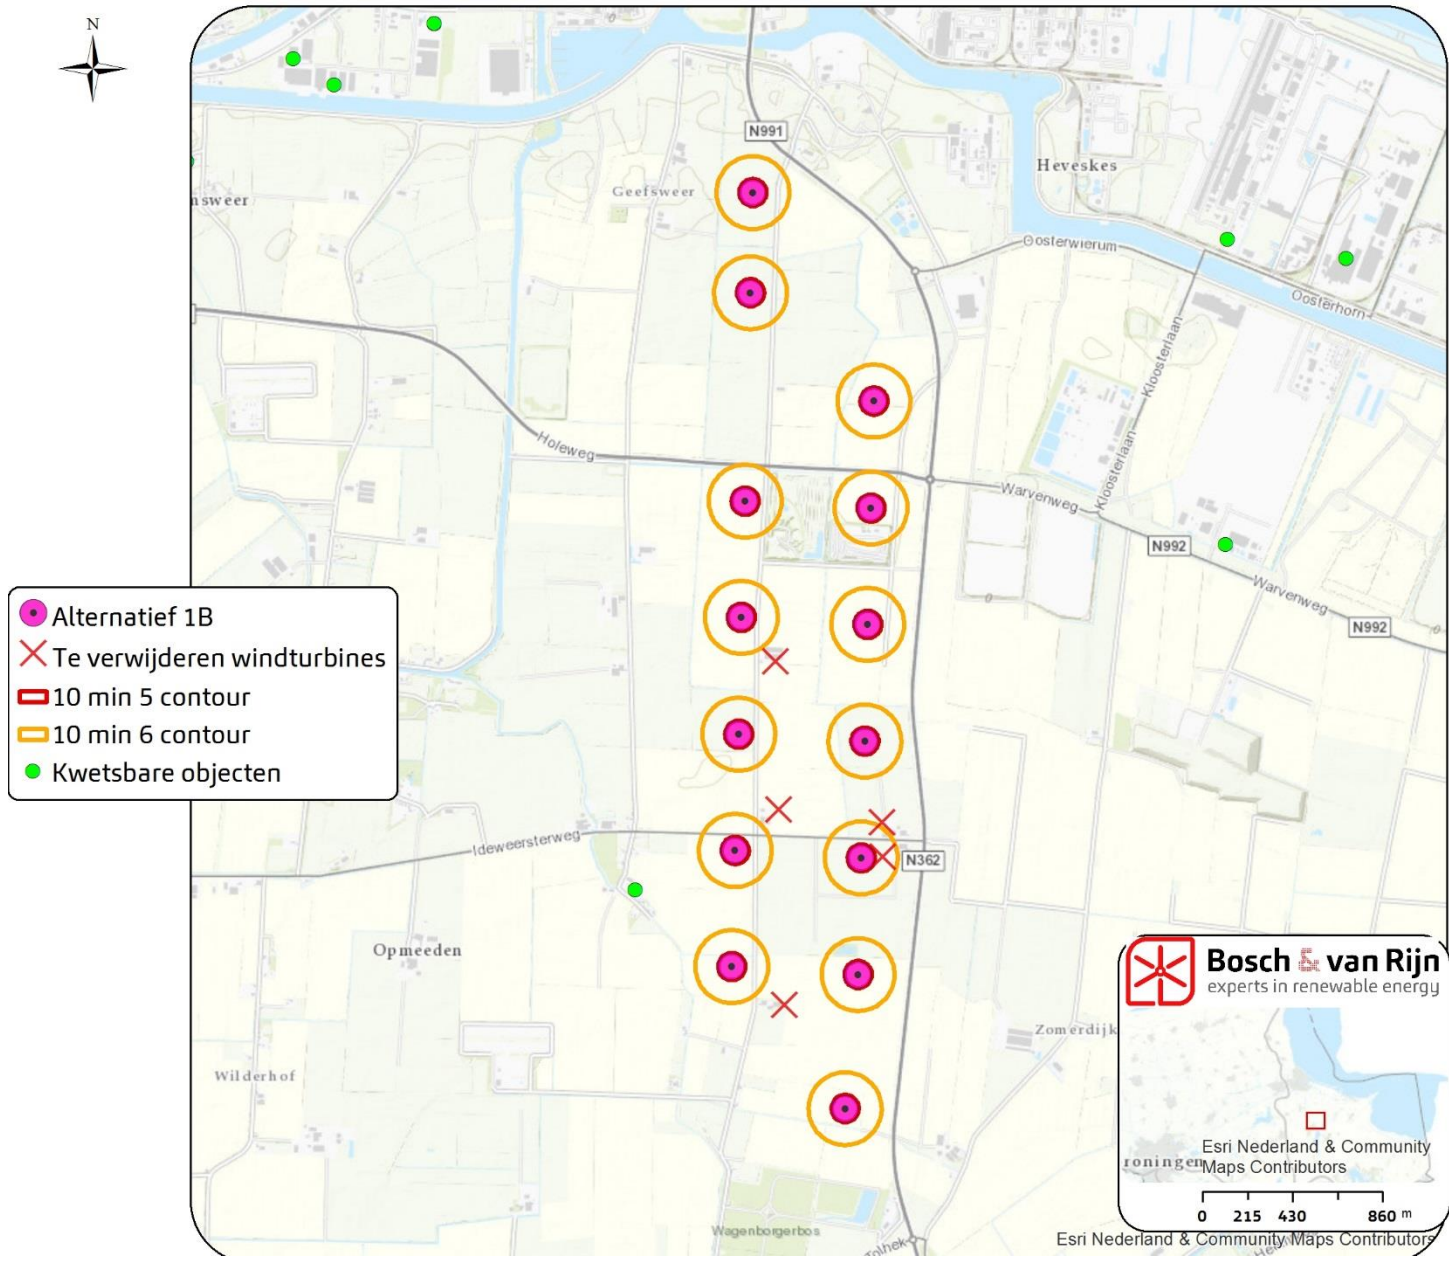 N
N991
Geefsweer
Heveskes
nsweer
Oosterwierum
Oosterhorn
Kloosterlaan
Holeweg
Kloosterlaan
Warvenweg
N992
Warvenweg
N992
Alternatief 1B
Te verwijderen windturbines
10 min 5 contour
10 min 6 contour
Kwetsbare objecten
Ideweersterweg
N362
Opmeeden
Bosch & van Rijn
experts in renewable energy
Zomerdijk
Wilderhof
Esri Nederland & Community
roningen
Maps Contributors
0 215 430 860 m
Wagenborgerbos
Tolhek
Esri Nederland & Community Maps Contributors